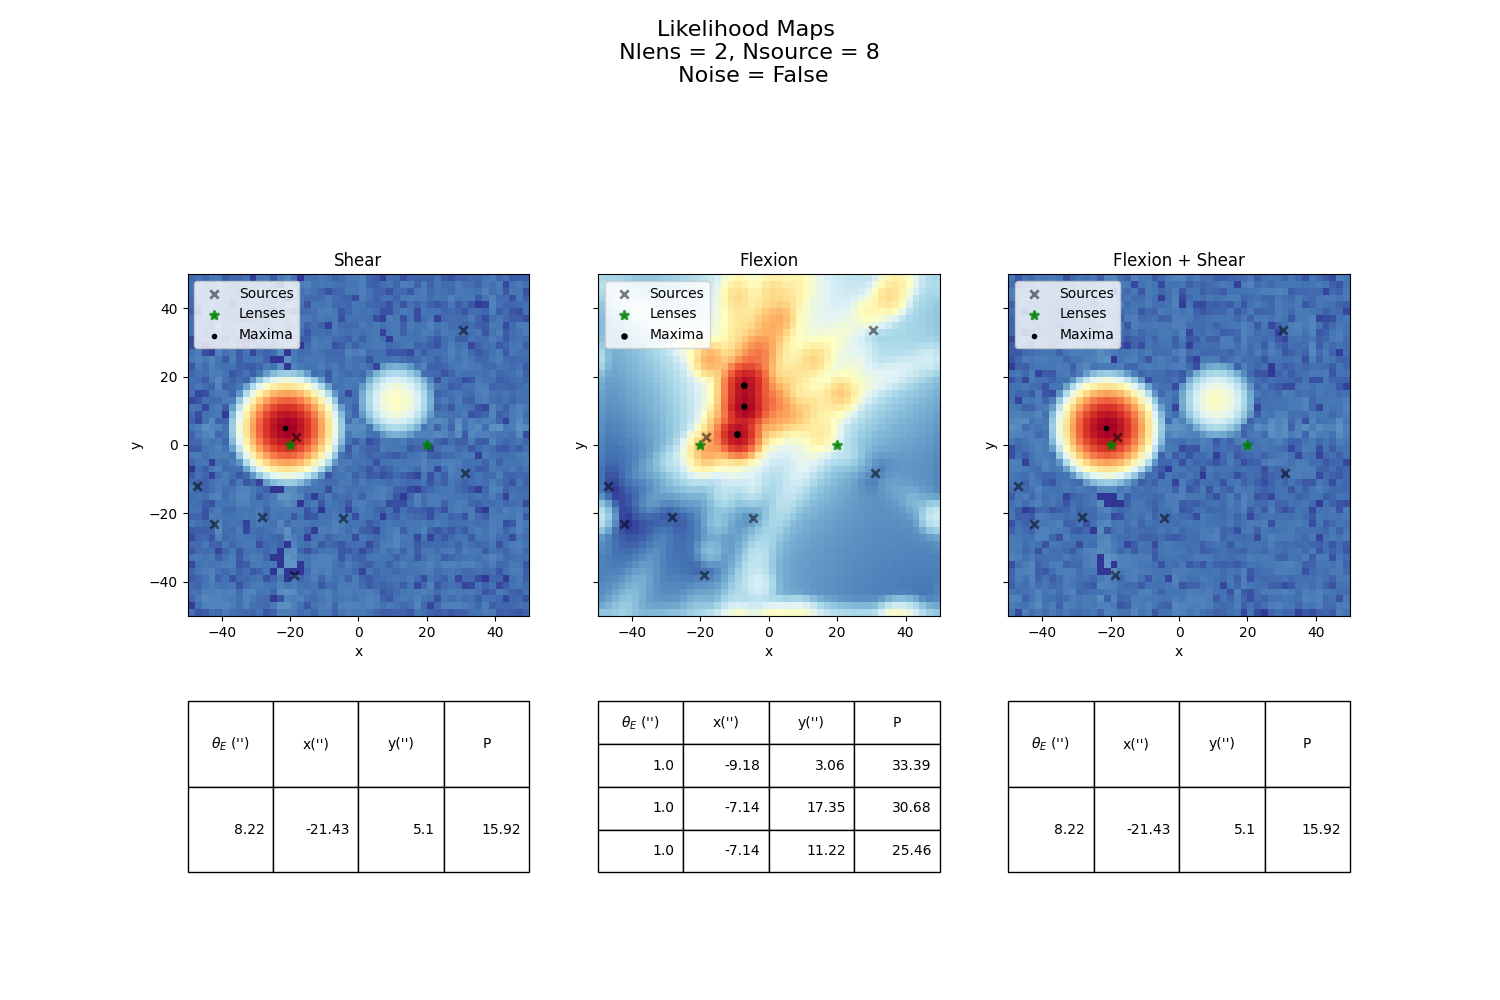 Likelihood Maps
Nlens = 2, Nsource = 8
Noise = False
Shear
Sources
Lenses
Maxima
40
20
0
−20
−40
y
−40 −20 0 20 40
x
Flexion
Sources
Lenses
Maxima
y
−40 −20 0 20 40
x
Flexion + Shear
Sources
Lenses
Maxima
y
−40 −20 0 20 40
x
θE ('') x('') y('') P
8.22 -21.43 5.1 15.92
θE ('') x('') y('') P
1.0 -9.18 3.06 33.39
1.0 -7.14 17.35 30.68
1.0 -7.14 11.22 25.46
θE ('') x('') y('') P
8.22 -21.43 5.1 15.92